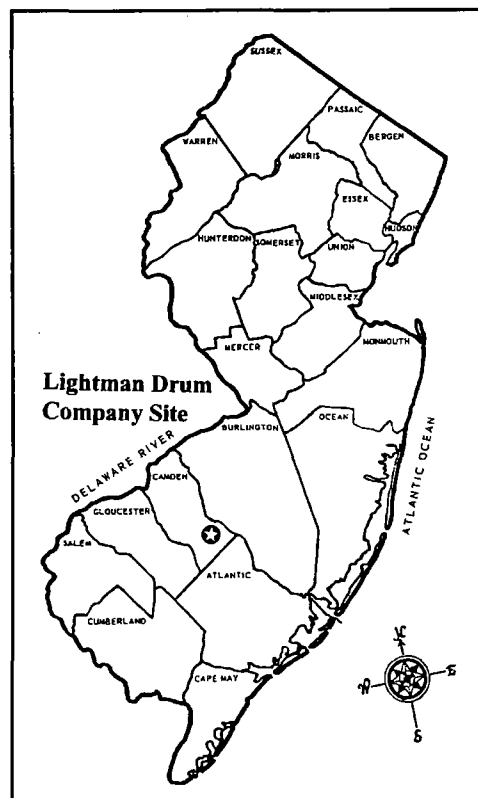 SUSSEX
PASSAIC
BERGEN
WARREN
MORRIS
ESSEX
HUDSON
HUNTERDON
SOMERSET
UNION
MIDDLESEX
MERCER
MONMOUTH
Lightman Drum
Company Site
BURLINGTON
OCEAN
DELAWARE RIVER
CAMDEN
ATLANTIC OCEAN
GLOUCESTER
SALEM
ATLANTIC
CUMBERLAND
CAPE MAY
N
W
E
S